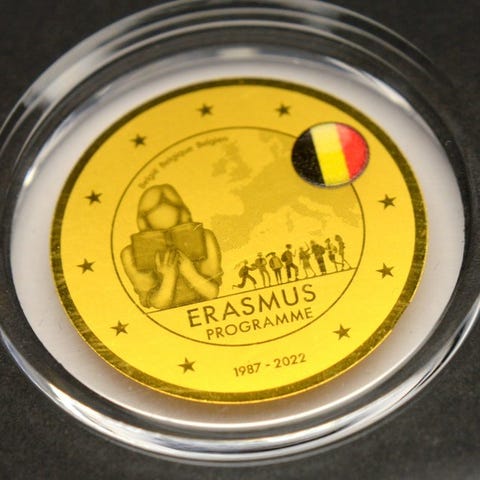 België Belgique Belgien
ERASMUS
PROGRAMME
1987 - 2022